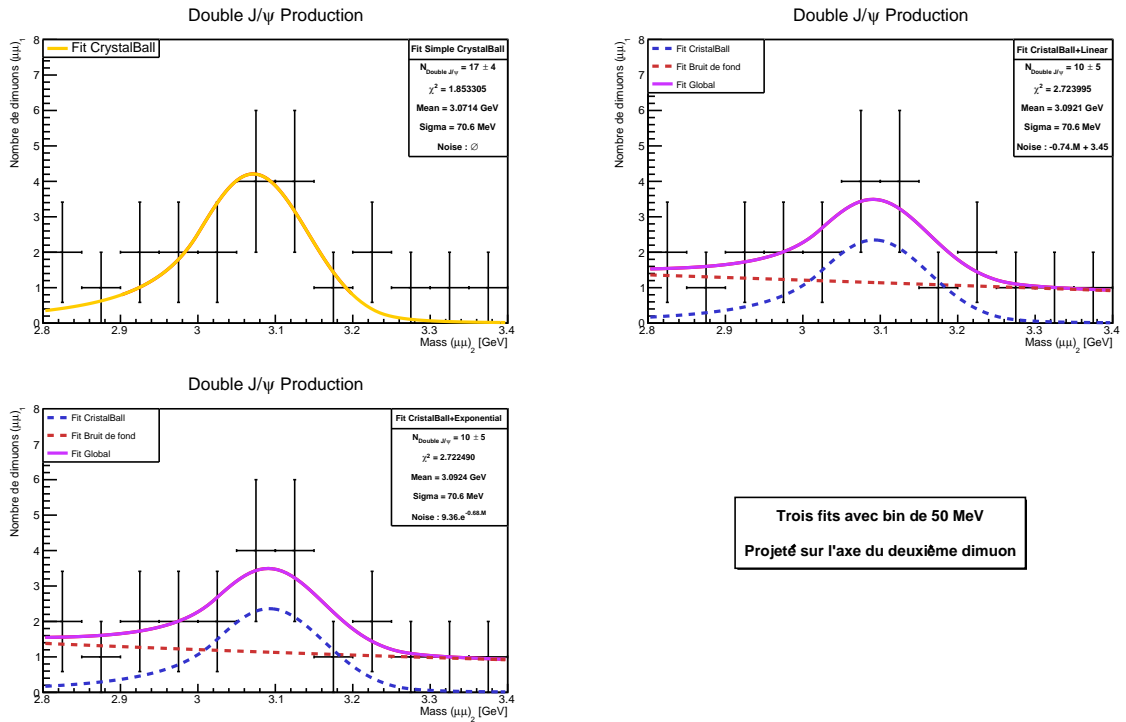 Double J/ψ Production
Nombre de dimuons (μμ)₁
8
7
6
5
4
3
2
1
0
Fit CrystalBall
Fit Simple CrystalBall
N_Double J/ψ = 17 ± 4
χ² = 1.853305
Mean = 3.0714 GeV
Sigma = 70.6 MeV
Noise : ∅
2.8 2.9 3 3.1 3.2 3.3 3.4
Mass (μμ)₂ [GeV]
Double J/ψ Production
Nombre de dimuons (μμ)₁
8
7
6
5
4
3
2
1
0
Fit CristalBall
Fit Bruit de fond
Fit Global
Fit CristalBall+Linear
N_Double J/ψ = 10 ± 5
χ² = 2.723995
Mean = 3.0921 GeV
Sigma = 70.6 MeV
Noise : -0.74.M + 3.45
2.8 2.9 3 3.1 3.2 3.3 3.4
Mass (μμ)₂ [GeV]
Double J/ψ Production
Nombre de dimuons (μμ)₁
8
7
6
5
4
3
2
1
0
Fit CristalBall
Fit Bruit de fond
Fit Global
Fit CristalBall+Exponential
N_Double J/ψ = 10 ± 5
χ² = 2.722490
Mean = 3.0924 GeV
Sigma = 70.6 MeV
Noise : 9.36.e^-0.68.M
2.8 2.9 3 3.1 3.2 3.3 3.4
Mass (μμ)₂ [GeV]
Trois fits avec bin de 50 MeV
Projeté sur l'axe du deuxième dimuon